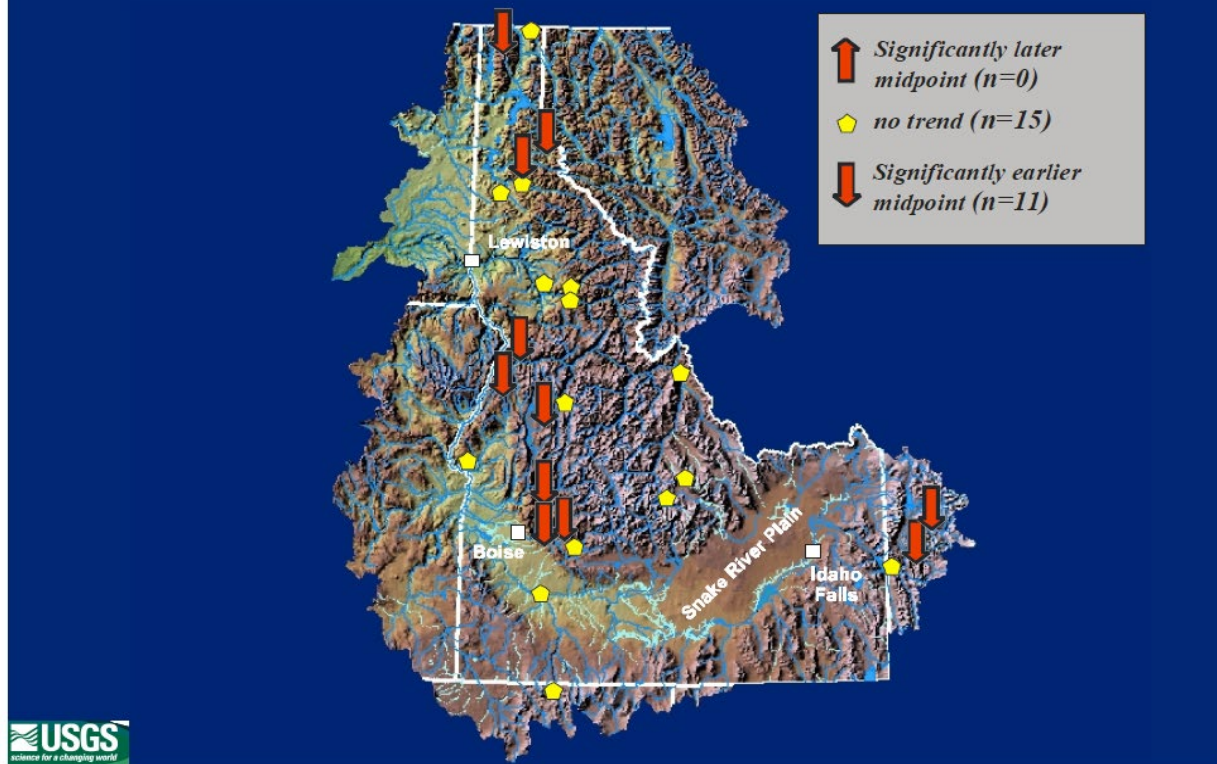 Significantly later
midpoint (n=0)
no trend (n=15)
Significantly earlier
midpoint (n=11)
Lewiston
Boise
Snake River Plain
Idaho
Falls
USGS
science for a changing world